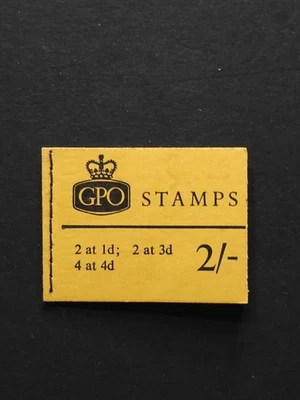 GPO STAMPS
2 at 1d; 2 at 3d
4 at 4d
2/-